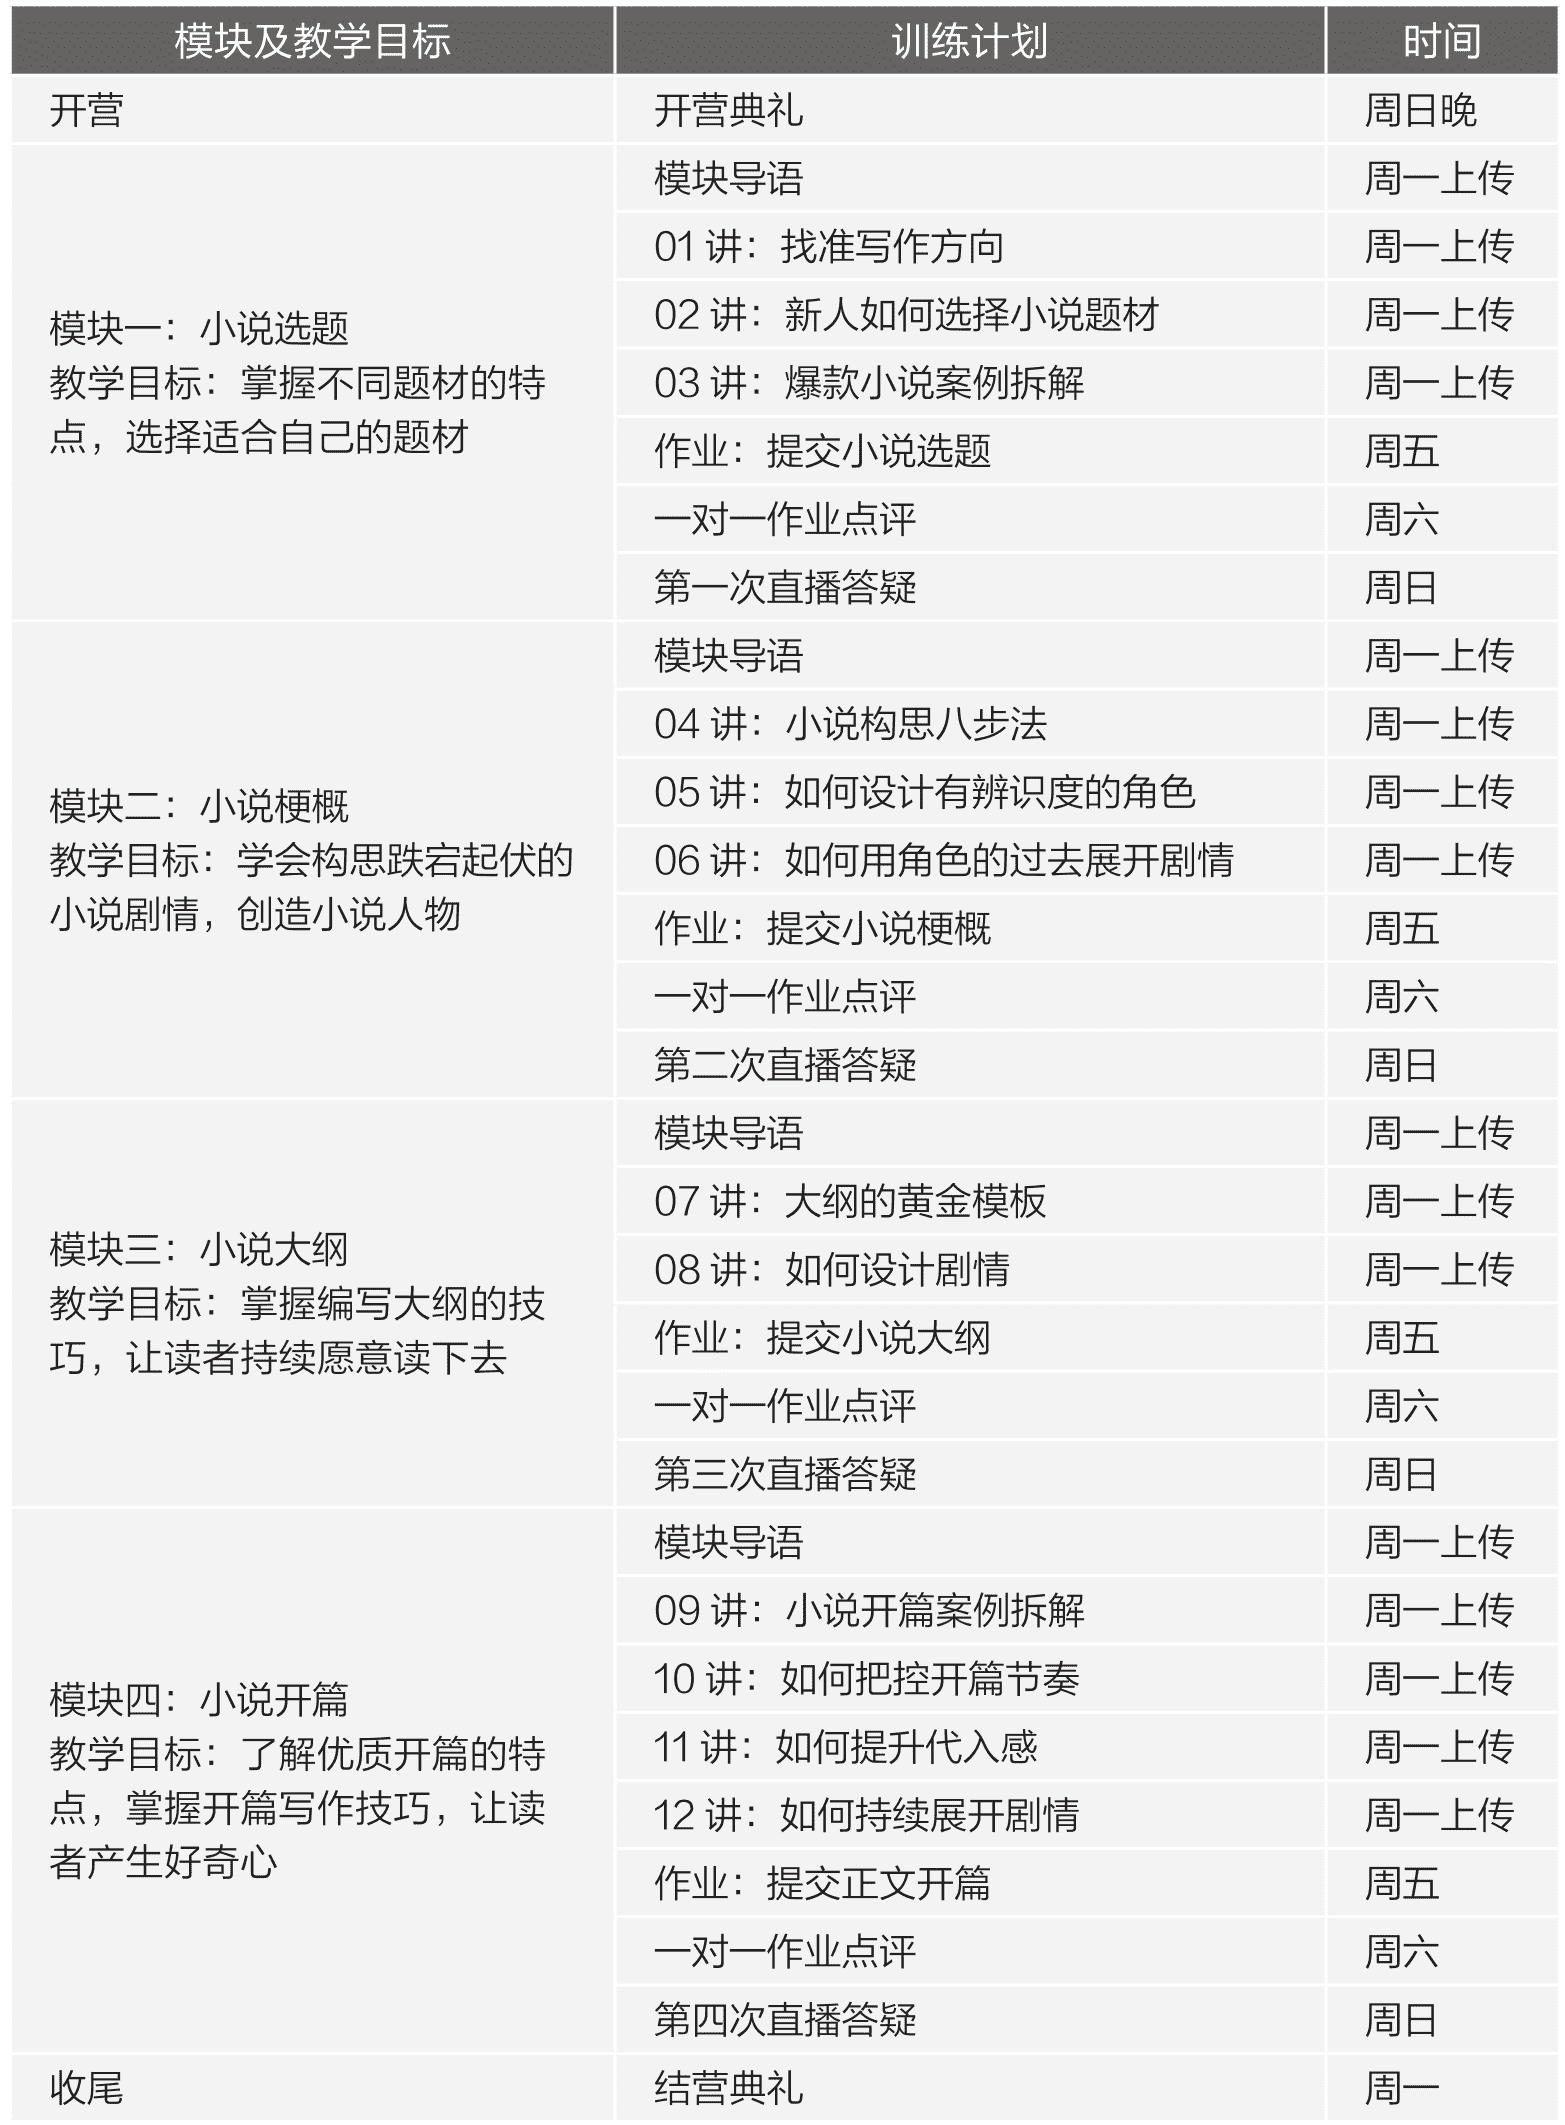 模块及教学目标 训练计划 时间
开营 开营典礼 周日晚
模块一：小说选题
教学目标：掌握不同题材的特
点，选择适合自己的题材
模块导语 周一上传
01 讲：找准写作方向 周一上传
02 讲：新人如何选择小说题材 周一上传
03 讲：爆款小说案例拆解 周一上传
作业：提交小说选题 周五
一对一作业点评 周六
第一次直播答疑 周日
模块二：小说梗概
教学目标：学会构思跌宕起伏的
小说剧情，创造小说人物
模块导语 周一上传
04 讲：小说构思八步法 周一上传
05 讲：如何设计有辨识度的角色 周一上传
06 讲：如何用角色的过去展开剧情 周一上传
作业：提交小说梗概 周五
一对一作业点评 周六
第二次直播答疑 周日
模块三：小说大纲
教学目标：掌握编写大纲的技
巧，让读者持续愿意读下去
模块导语 周一上传
07 讲：大纲的黄金模板 周一上传
08 讲：如何设计剧情 周一上传
作业：提交小说大纲 周五
一对一作业点评 周六
第三次直播答疑 周日
模块四：小说开篇
教学目标：了解优质开篇的特
点，掌握开篇写作技巧，让读
者产生好奇心
模块导语 周一上传
09 讲：小说开篇案例拆解 周一上传
10 讲：如何把控开篇节奏 周一上传
11 讲：如何提升代入感 周一上传
12 讲：如何持续展开剧情 周一上传
作业：提交正文开篇 周五
一对一作业点评 周六
第四次直播答疑 周日
收尾 结营典礼 周一